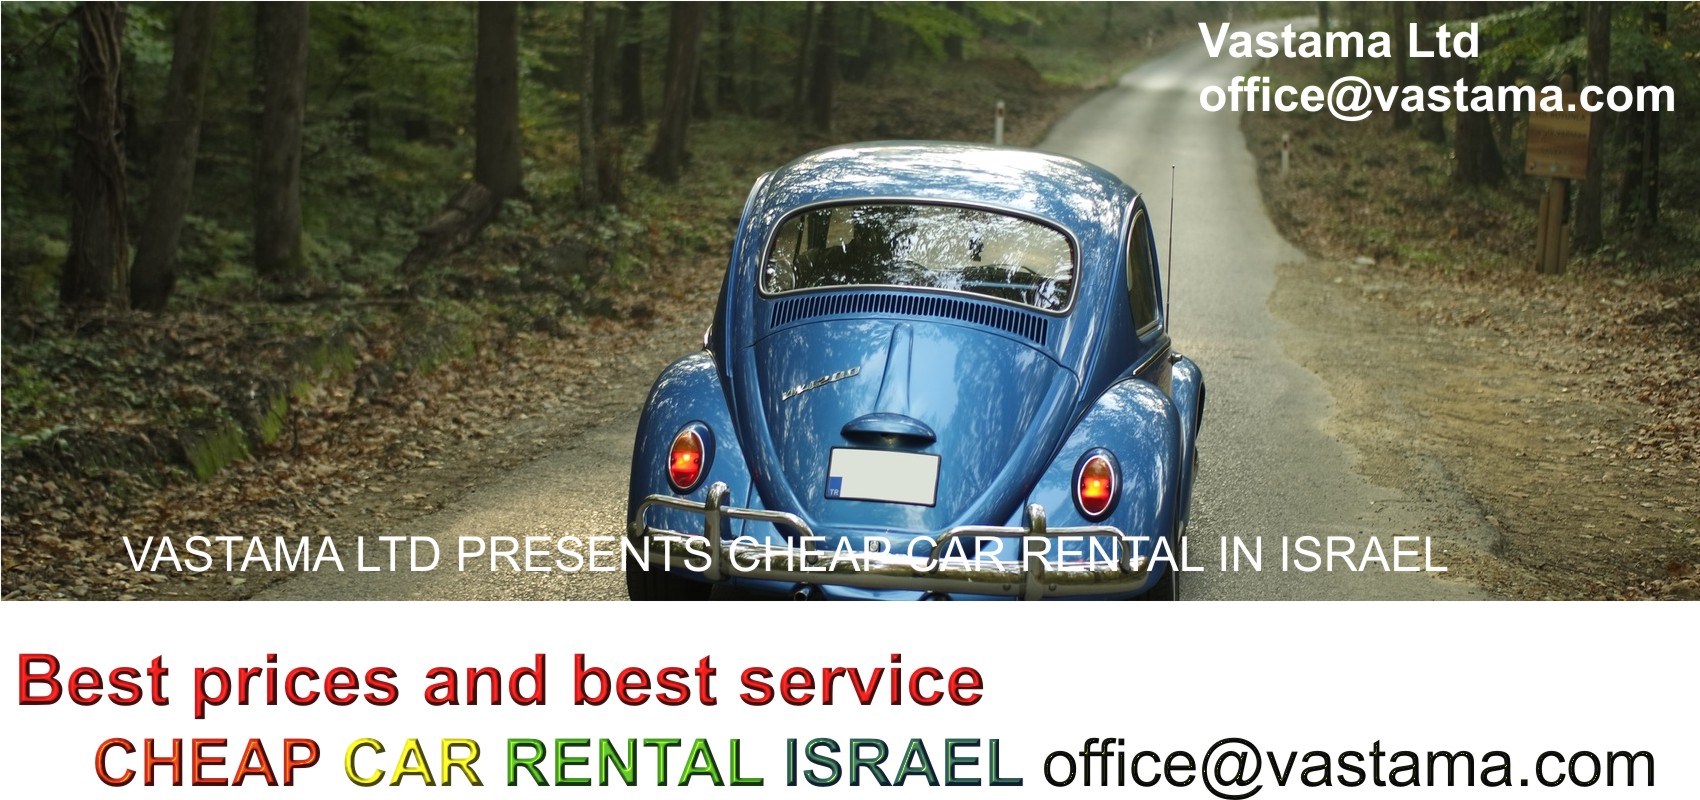 Vastama Ltd
office@vastama.com
TR
VASTAMA LTD PRESENTS CHEAP CAR RENTAL IN ISRAEL
Best prices and best service
CHEAP CAR RENTAL ISRAEL office@vastama.com